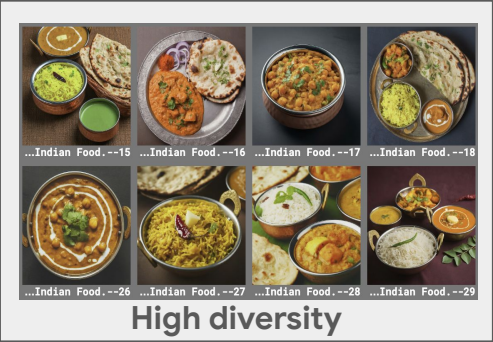 ...Indian Food.--15 ...Indian Food.--16 ...Indian Food.--17 ...Indian Food.--18
...Indian Food.--26 ...Indian Food.--27 ...Indian Food.--28 ...Indian Food.--29
High diversity